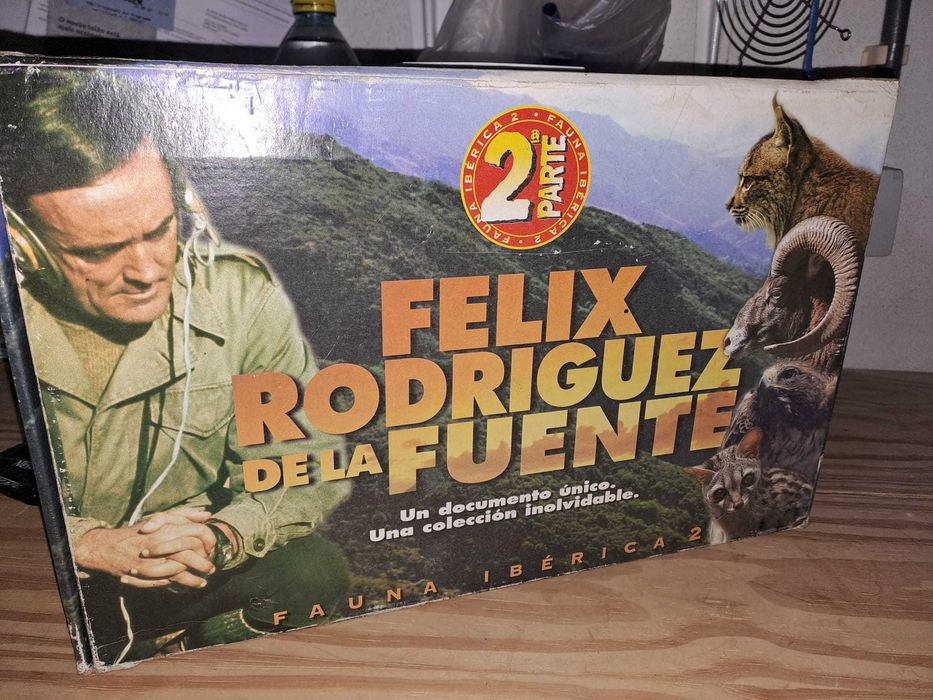 FAUNA IBÉRICA 2 • FAUNA IBÉRICA 2 •
2ª
PARTE
FELIX
RODRIGUEZ
DE LA FUENTE
Un documento único.
Una colección inolvidable.
FAUNA IBÉRICA 2